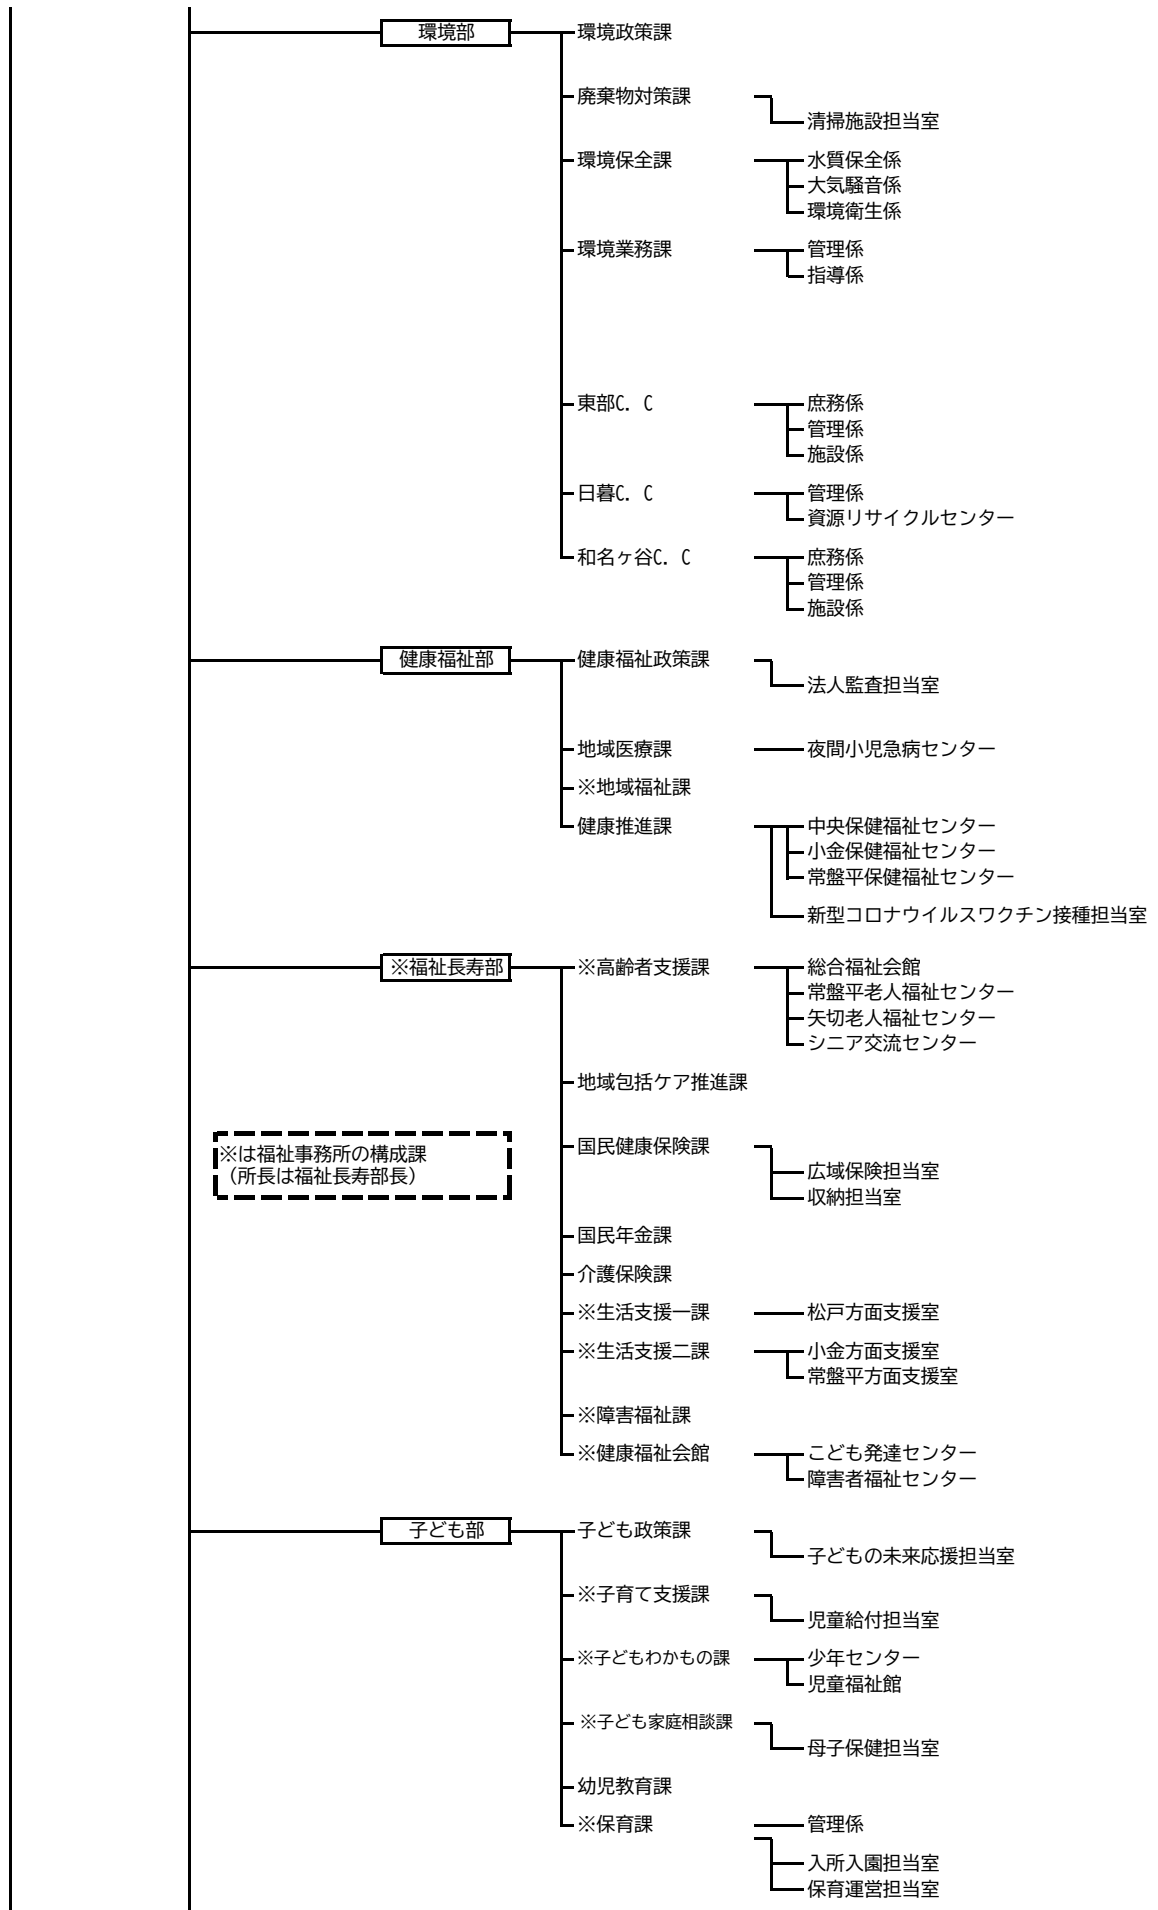 環境部
環境政策課
廃棄物対策課
清掃施設担当室
環境保全課
水質保全係
大気騒音係
環境衛生係
環境業務課
管理係
指導係
東部C. C
庶務係
管理係
施設係
日暮C. C
管理係
資源リサイクルセンター
和名ヶ谷C. C
庶務係
管理係
施設係
健康福祉部
健康福祉政策課
法人監査担当室
地域医療課
夜間小児急病センター
※地域福祉課
健康推進課
中央保健福祉センター
小金保健福祉センター
常盤平保健福祉センター
新型コロナウイルスワクチン接種担当室
※福祉長寿部
※高齢者支援課
総合福祉会館
常盤平老人福祉センター
矢切老人福祉センター
シニア交流センター
地域包括ケア推進課
※は福祉事務所の構成課
（所長は福祉長寿部長）
国民健康保険課
広域保険担当室
収納担当室
国民年金課
介護保険課
※生活支援一課
松戸方面支援室
※生活支援二課
小金方面支援室
常盤平方面支援室
※障害福祉課
※健康福祉会館
こども発達センター
障害者福祉センター
子ども部
子ども政策課
子どもの未来応援担当室
※子育て支援課
児童給付担当室
※子どもわかもの課
少年センター
児童福祉館
※子ども家庭相談課
母子保健担当室
幼児教育課
※保育課
管理係
入所入園担当室
保育運営担当室